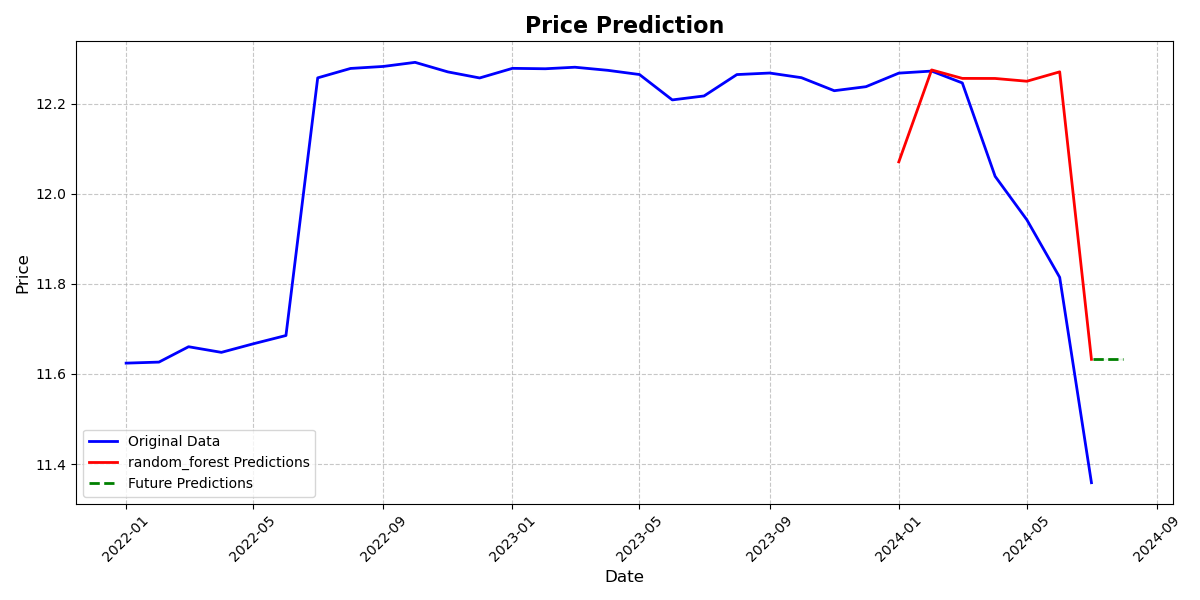 Price Prediction
Price
12.2
12.0
11.8
11.6
11.4
Original Data
random_forest Predictions
Future Predictions
2022-01
2022-05
2022-09
2023-01
2023-05
2023-09
2024-01
2024-05
2024-09
Date